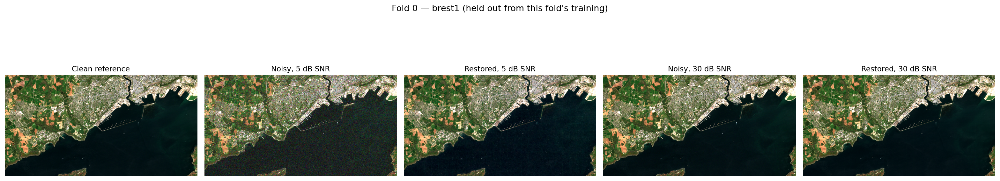 Fold 0 — brest1 (held out from this fold's training)
Clean reference
Noisy, 5 dB SNR
Restored, 5 dB SNR
Noisy, 30 dB SNR
Restored, 30 dB SNR